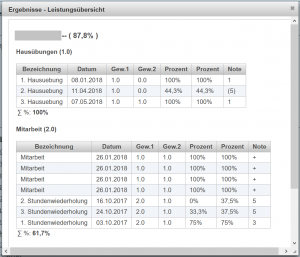 Ergebnisse - Leistungsübersicht
-- ( 87,8% )
Hausübungen (1.0)
Bezeichnung Datum Gew.1 Gew.2 Prozent Prozent Note
1. Hausuebung 08.01.2018 1.0 0.0 100% 100% 1
2. Hausuebung 11.04.2018 0.0 0.0 44,3% 44,3% (5)
3. Hausuebung 07.05.2018 1.0 1.0 100% 100% 1
∑ %: 100%
Mitarbeit (2.0)
Bezeichnung Datum Gew.1 Gew.2 Prozent Prozent Note
Mitarbeit 26.01.2018 1.0 1.0 100% 100% +
Mitarbeit 26.01.2018 1.0 1.0 100% 100% +
Mitarbeit 26.01.2018 1.0 1.0 100% 100% +
Mitarbeit 26.01.2018 1.0 1.0 100% 100% +
2. Stundenwiederholung 16.10.2017 2.0 1.0 0% 37,5% 5
3. Stundenwiederholung 24.10.2017 2.0 1.0 33,3% 37,5% 5
1. Stundenwiederholung 03.10.2017 2.0 1.0 75% 75% 3
∑ %: 61,7%